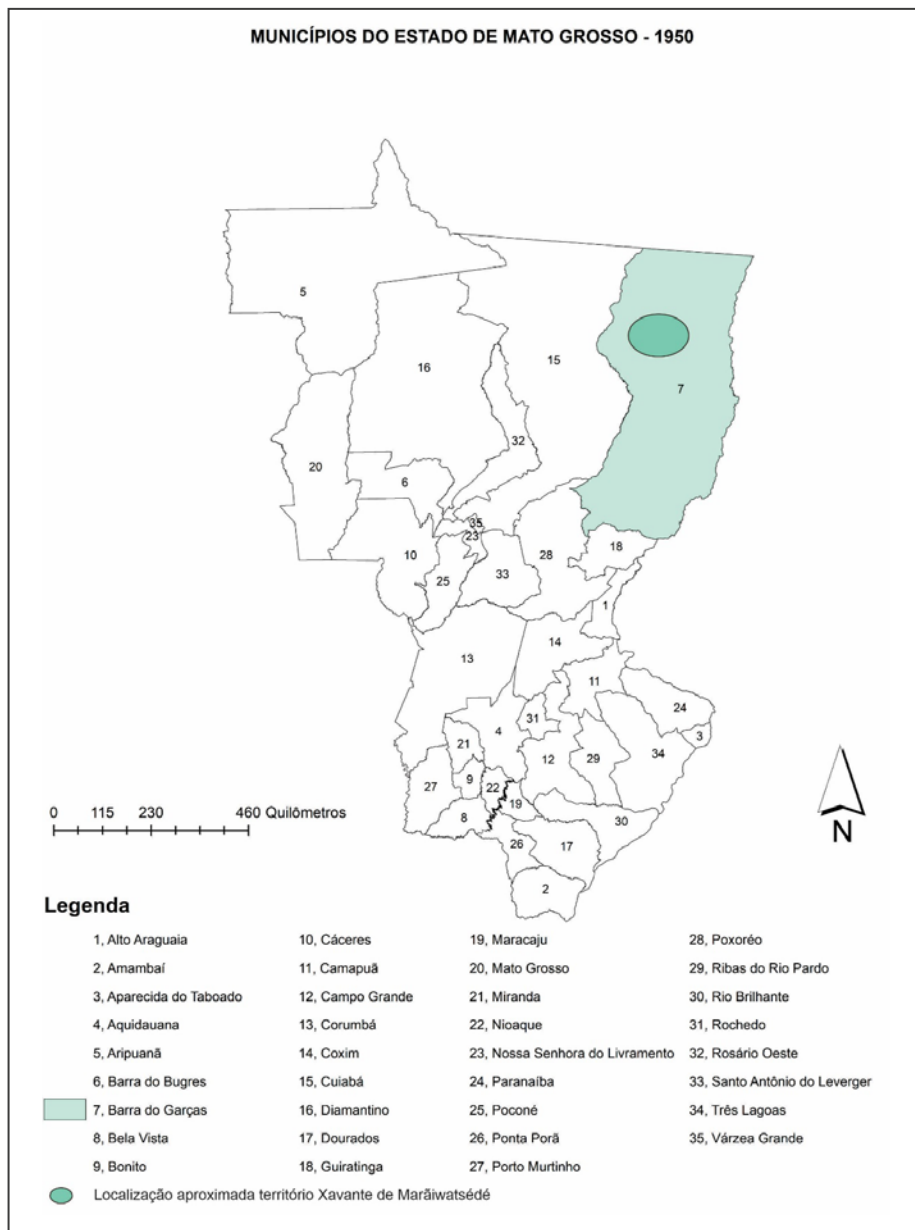 MUNICÍPIOS DO ESTADO DE MATO GROSSO - 1950
5
16
15
7
32
20
6
35
23
10
28
18
25
33
1
13
14
11
24
31
4
3
21
12
34
29
27
9
22
19
8
30
26
17
2
0 115 230 460 Quilômetros
N
Legenda
1, Alto Araguaia
2, Amambaí
3, Aparecida do Taboado
4, Aquidauana
5, Aripuanã
6, Barra do Bugres
7, Barra do Garças
8, Bela Vista
9, Bonito
10, Cáceres
11, Camapuã
12, Campo Grande
13, Corumbá
14, Coxim
15, Cuiabá
16, Diamantino
17, Dourados
18, Guiratinga
19, Maracaju
20, Mato Grosso
21, Miranda
22, Nioaque
23, Nossa Senhora do Livramento
24, Paranaíba
25, Poconé
26, Ponta Porã
27, Porto Murtinho
28, Poxoréo
29, Ribas do Rio Pardo
30, Rio Brilhante
31, Rochedo
32, Rosário Oeste
33, Santo Antônio do Leverger
34, Três Lagoas
35, Várzea Grande
Localização aproximada território Xavante de Marãiwatsédé